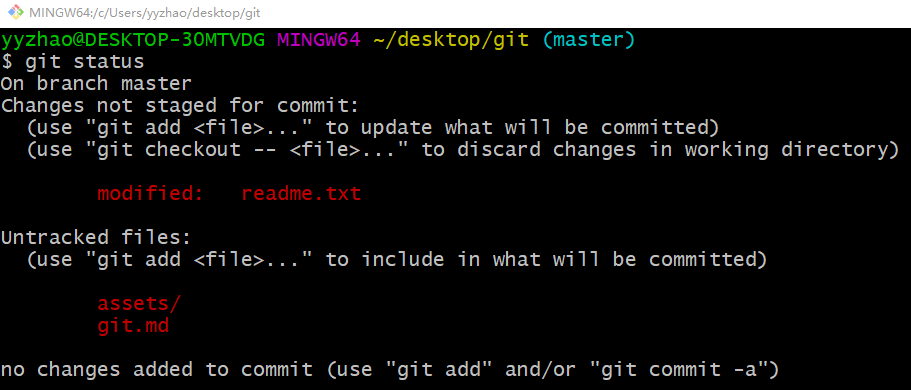 MINGW64:/c/Users/yyzhao/desktop/git
yyzhao@DESKTOP-3OMTVDG MINGW64 ~/desktop/git (master)
$ git status
On branch master
Changes not staged for commit:
  (use "git add <file>..." to update what will be committed)
  (use "git checkout -- <file>..." to discard changes in working directory)
        modified:   readme.txt
Untracked files:
  (use "git add <file>..." to include in what will be committed)
        assets/
        git.md
no changes added to commit (use "git add" and/or "git commit -a")